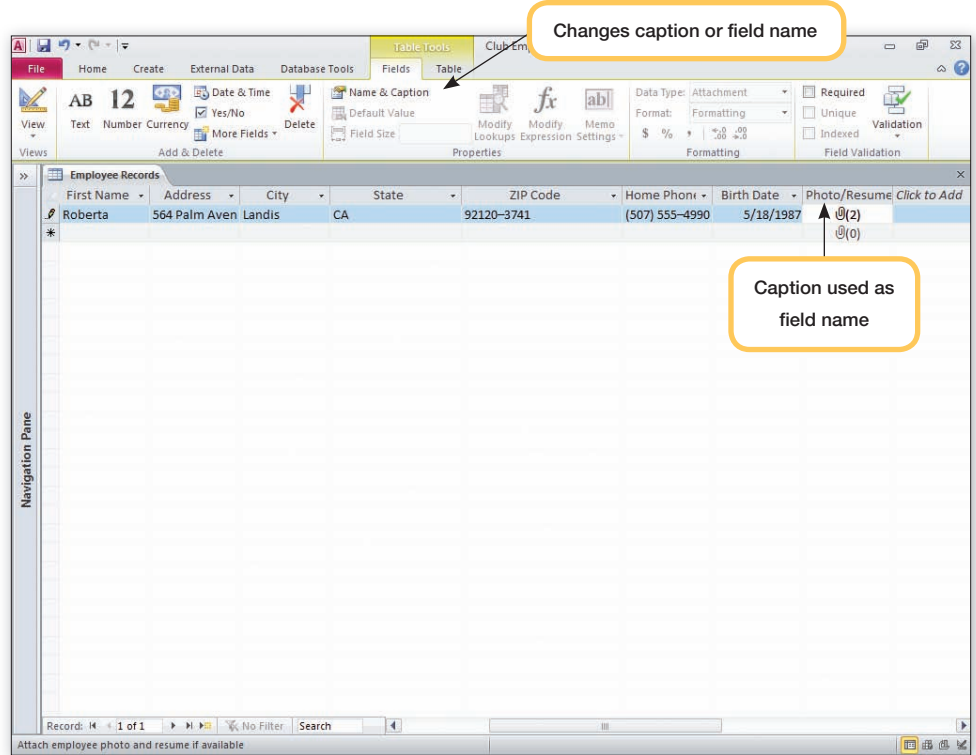 Changes caption or field name
Table Tools
Club Em
File Home Create External Data Database Tools Fields Table
View
AB Text
12 Number
Currency
Date & Time
Yes/No
More Fields
Delete
Name & Caption
Default Value
Field Size
Modify Lookups
fx Modify Expression
ab Memo Settings
Data Type: Attachment
Format: Formatting
$ % , .00 .00
Required
Unique
Indexed
Validation
Views Add & Delete Properties Formatting Field Validation
Employee Records
First Name Address City State ZIP Code Home Phone Birth Date Photo/Resume Click to Add
Roberta 564 Palm Aven Landis CA 92120–3741 (507) 555–4990 5/18/1987 (2)
* (0)
Caption used as
field name
Navigation Pane
Record: 1 of 1 No Filter Search
Attach employee photo and resume if available